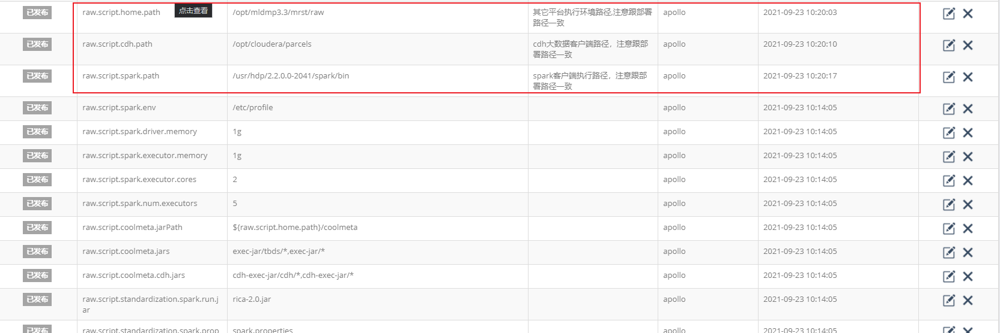 已发布 raw.script.home.path 点击查看 /opt/mldmp3.3/mrst/raw 其它平台执行环境路径,注意跟部署 apollo 2021-09-23 10:20:03
路径一致
已发布 raw.script.cdh.path /opt/cloudera/parcels cdh大数据客户端路径，注意跟部 apollo 2021-09-23 10:20:10
署路径一致
已发布 raw.script.spark.path /usr/hdp/2.2.0.0-2041/spark/bin spark客户端执行路径，注意跟部 apollo 2021-09-23 10:20:17
署路径一致
已发布 raw.script.spark.env /etc/profile apollo 2021-09-23 10:14:05
已发布 raw.script.spark.driver.memory 1g apollo 2021-09-23 10:14:05
已发布 raw.script.spark.executor.memory 1g apollo 2021-09-23 10:14:05
已发布 raw.script.spark.executor.cores 2 apollo 2021-09-23 10:14:05
已发布 raw.script.spark.num.executors 5 apollo 2021-09-23 10:14:05
已发布 raw.script.coolmeta.jarPath ${raw.script.home.path}/coolmeta apollo 2021-09-23 10:14:05
已发布 raw.script.coolmeta.jars exec-jar/tbds/*,exec-jar/* apollo 2021-09-23 10:14:05
已发布 raw.script.coolmeta.cdh.jars cdh-exec-jar/cdh/*,cdh-exec-jar/* apollo 2021-09-23 10:14:05
已发布 raw.script.standardization.spark.run.j rica-2.0.jar apollo 2021-09-23 10:14:05
ar
已发布 raw.script.standardization.spark.prop spark.properties apollo 2021-09-23 10:14:05